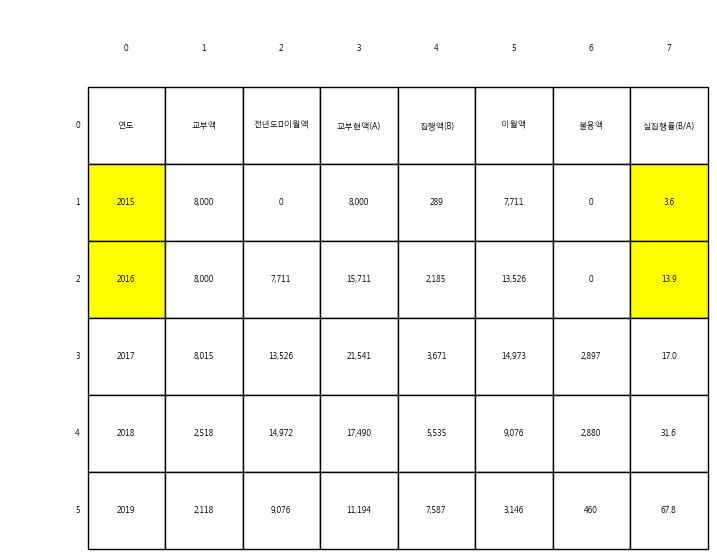 0 1 2 3 4 5 6 7
0 연도 교부액 전년도이월액 교부현액(A) 집행액(B) 이월액 불용액 실집행률(B/A)
1 2015 8,000 0 8,000 289 7,711 0 3.6
2 2016 8,000 7,711 15,711 2,185 13,526 0 13.9
3 2017 8,015 13,526 21,541 3,671 14,973 2,897 17.0
4 2018 2,518 14,972 17,490 5,535 9,076 2,880 31.6
5 2019 2,118 9,076 11,194 7,587 3,146 460 67.8